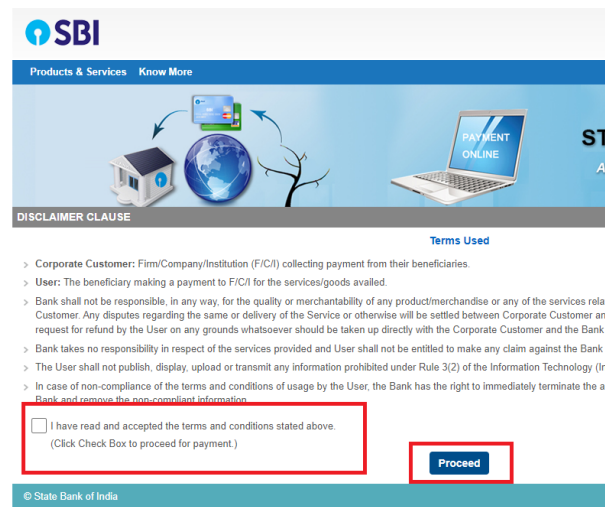 SBI
Products & Services Know More
PAYMENT
ONLINE
DISCLAIMER CLAUSE
Terms Used
Corporate Customer: Firm/Company/Institution (F/C/I) collecting payment from their beneficiaries.
User: The beneficiary making a payment to F/C/I for the services/goods availed.
Bank shall not be responsible, in any way, for the quality or merchantability of any product/merchandise or any of the services
Customer. Any disputes regarding the same or delivery of the Service or otherwise will be settled between Corporate Customer
request for refund by the User on any grounds whatsoever should be taken up directly with the Corporate Customer and the Bank
Bank takes no responsibility in respect of the services provided and User shall not be entitled to make any claim against the Bank
The User shall not publish, display, upload or transmit any information prohibited under Rule 3(2) of the Information Technology
In case of non-compliance of the terms and conditions of usage by the User, the Bank has the right to immediately terminate the
Bank and remove the non-compliant information.
I have read and accepted the terms and conditions stated above.
(Click Check Box to proceed for payment.)
Proceed
© State Bank of India